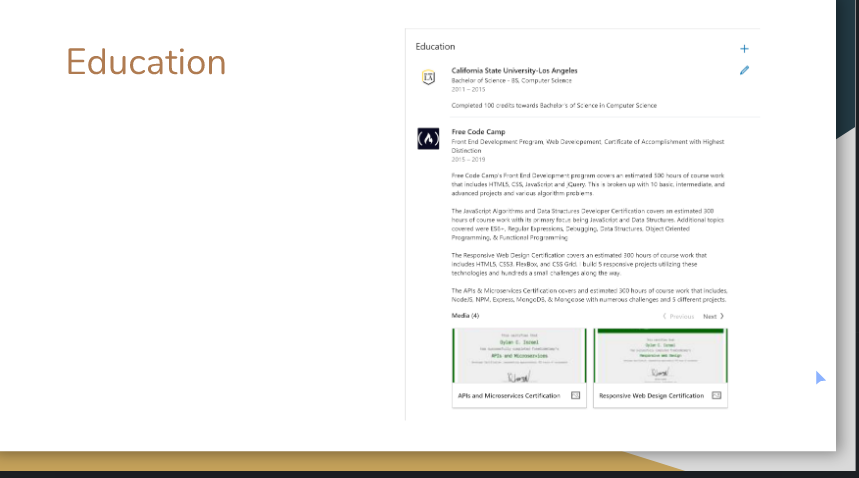 Education
Education
California State University-Los Angeles
Bachelor of Science - BS, Computer Science
2011 – 2015
Completed 100 credits towards Bachelor's of Science in Computer Science
Free Code Camp
Front End Development Program, Web Developement, Certificate of Accomplishment with Highest
Distinction
2015 – 2019
Free Code Camp's Front End Development program covers an estimated 300 hours of course work
that includes HTML5, CSS, JavaScript and jQuery. This is broken up with 10 basic, intermediate, and
advanced projects and various algorithm problems.
The JavaScript Algorithms and Data Structures Developer Certification covers an estimated 300
hours of course work with its primary focus being JavaScript and Data Structures. Additional topics
covered were ES6+, Regular Expressions, Debugging, Data Structures, Object Oriented
Programming, & Functional Programming
The Responsive Web Design Certification covers an estimated 300 hours of course work that
includes HTML5, CSS3, FlexBox, and CSS Grid. I build 5 responsive projects utilizing these
technologies and hundreds a small challenges along the way.
The APIs & Microservices Certification covers and estimated 300 hours of course work that includes,
NodeJS, NPM, Express, MongoDB, & Mongoose with numerous challenges and 5 different projects.
Media (4)
Previous Next
This certifies that
Dylan C. Israel
APIs and Microservices
APIs and Microservices Certification
This certifies that
Dylan C. Israel
Responsive Web Design
Responsive Web Design Certification